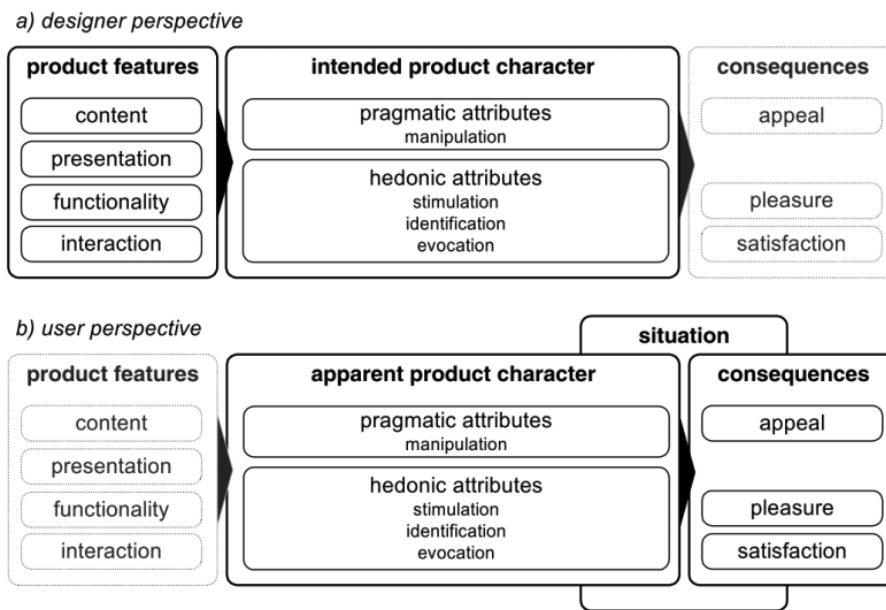 a) designer perspective
product features
content
presentation
functionality
interaction
intended product character
pragmatic attributes
manipulation
hedonic attributes
stimulation
identification
evocation
consequences
appeal
pleasure
satisfaction
b) user perspective
situation
product features
content
presentation
functionality
interaction
apparent product character
pragmatic attributes
manipulation
hedonic attributes
stimulation
identification
evocation
consequences
appeal
pleasure
satisfaction